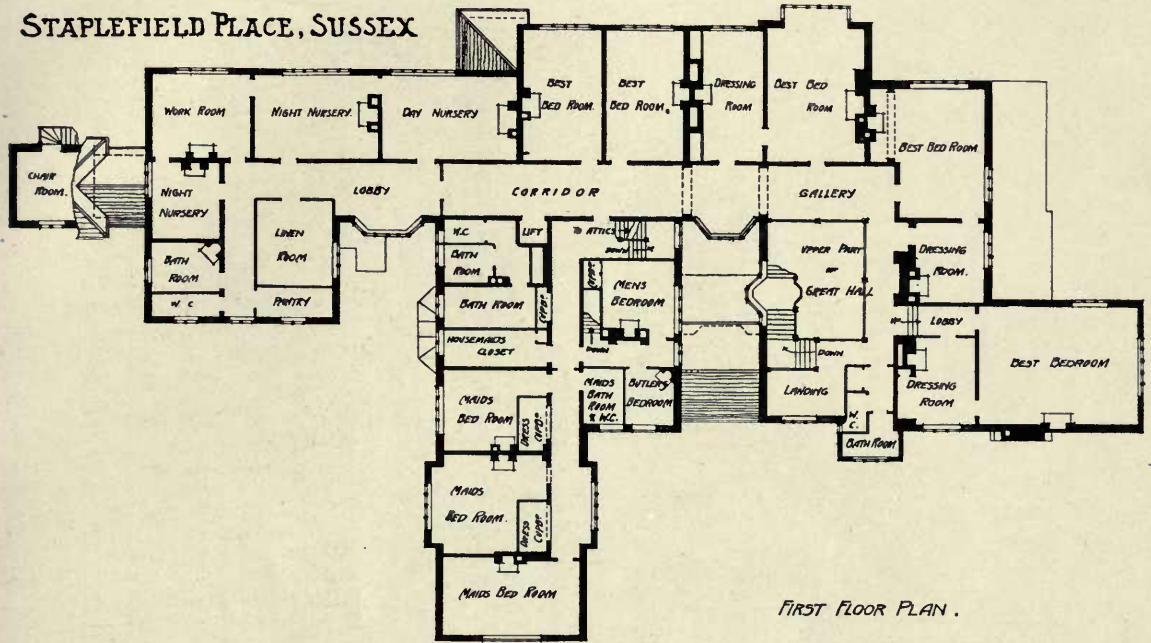 STAPLEFIELD PLACE, SUSSEX
WORK ROOM
NIGHT NURSERY.
DAY NURSERY
BEST
BED ROOM.
BEST
BED ROOM.
DRESSING
ROOM
BEST BED
ROOM
BEST BED ROOM
CHAIR
ROOM.
NIGHT
NURSERY
LOBBY
CORRIDOR
GALLERY
LINEN
ROOM
BATH
ROOM
W C
PANTRY
W.C.
BATH
ROOM
LIFT
TO ATTICS
DOWN
UPPER PART
OF
GREAT HALL
DRESSING
ROOM.
BATH ROOM
CUPD.
CUPD.
MENS
BEDROOM
DOWN
HOUSEMAIDS
CLOSET
UP
LOBBY
BEST BEDROOM
DOWN
LANDING
DRESSING
ROOM
MAIDS
BED ROOM
DRESS
CUPD.
MAIDS
BATH
ROOM
& W.C.
BUTLERS
BEDROOM
W.
C.
BATH ROOM
MAIDS
BED ROOM.
DRESS
CUPD.
MAIDS BED ROOM
FIRST FLOOR PLAN.